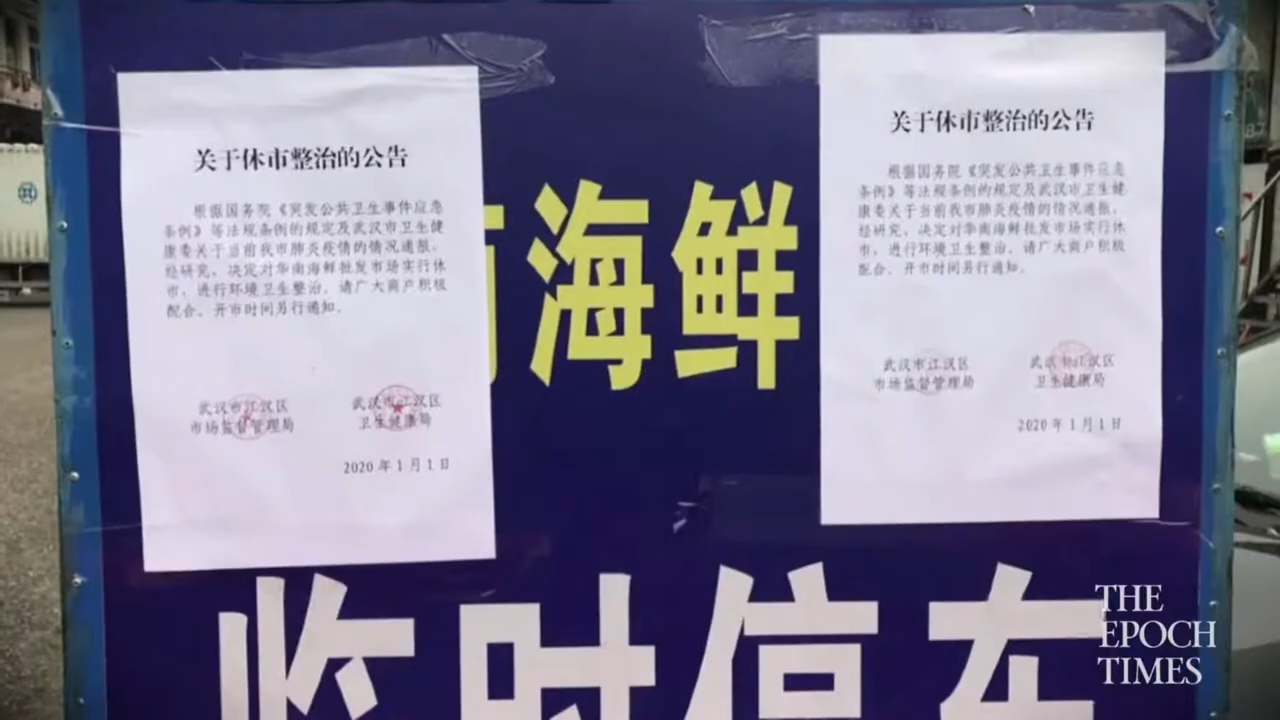 关于休市整治的公告
根据国务院《突发公共卫生事件应急
条例》等法规条例的规定及武汉市卫生健
康委关于当前我市肺炎疫情的情况通报，
经研究，决定对华南海鲜批发市场实行休
市，进行环境卫生整治。请广大商户积极
配合。开市时间另行通知。
武汉市江汉区
市场监督管理局
武汉市江汉区
卫生健康局
2020年1月1日
关于休市整治的公告
根据国务院《突发公共卫生事件应急
条例》等法规条例的规定及武汉市卫生健
康委关于当前我市肺炎疫情的情况通报，
经研究，决定对华南海鲜批发市场实行休
市，进行环境卫生整治。请广大商户积极
配合。开市时间另行通知。
武汉市江汉区
市场监督管理局
武汉市江汉区
卫生健康局
2020年1月1日
南海鲜
临时停车
THE
EPOCH
TIMES